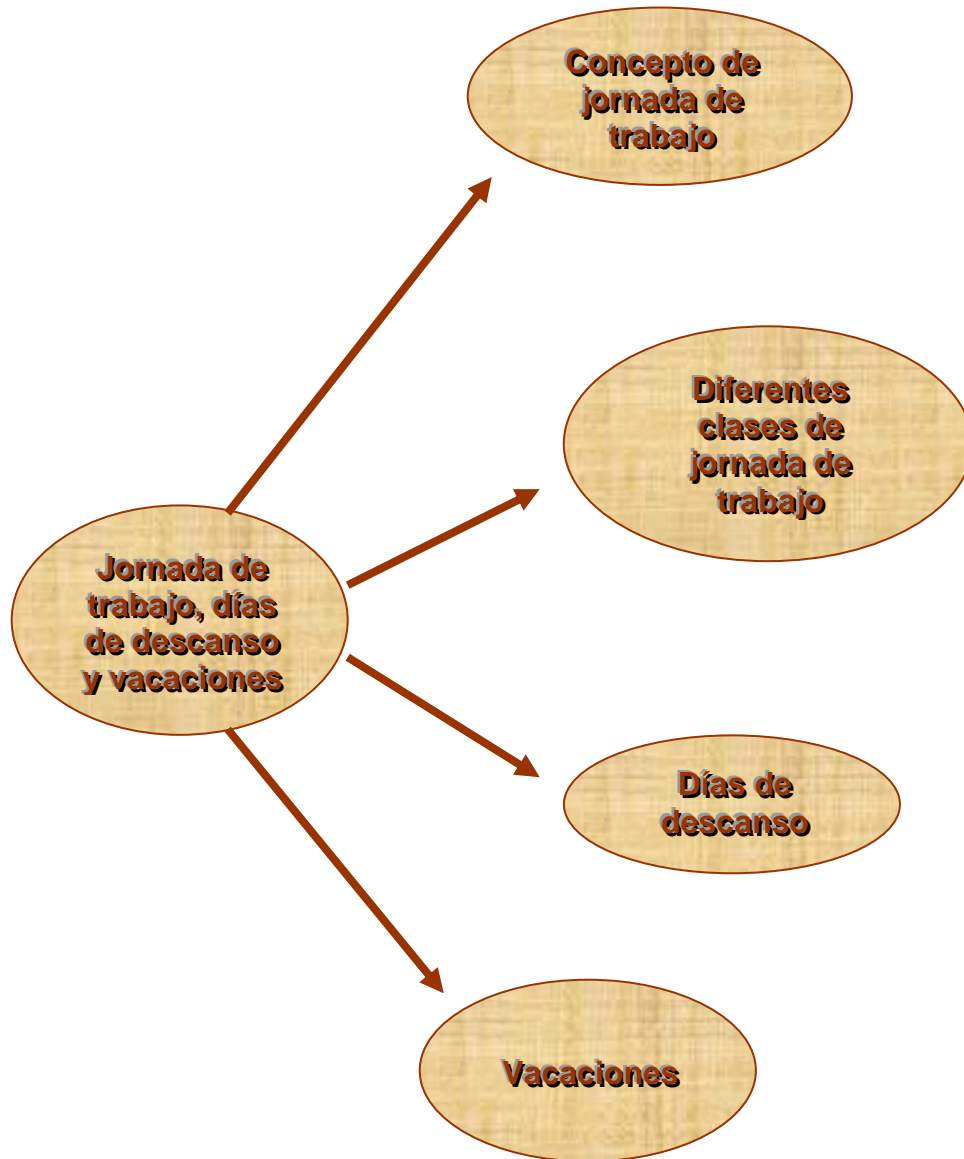 Concepto de
jornada de
trabajo
Diferentes
clases de
jornada de
trabajo
Jornada de
trabajo, días
de descanso
y vacaciones
Días de
descanso
Vacaciones